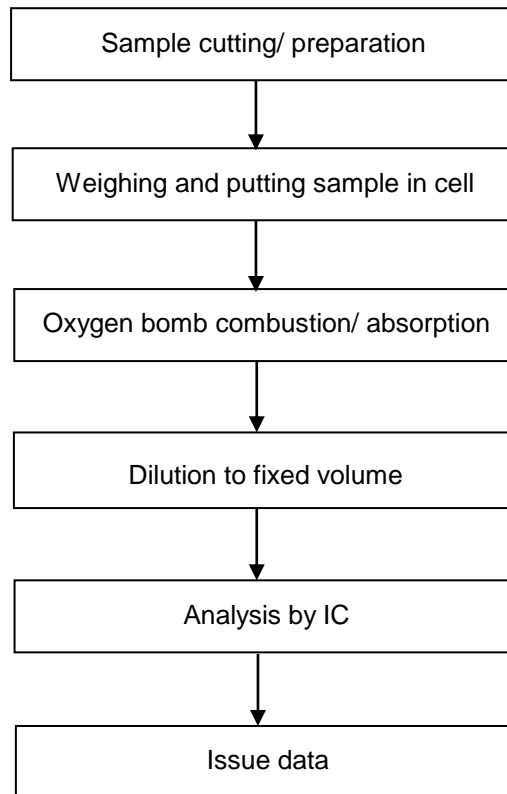 Sample cutting/ preparation
Weighing and putting sample in cell
Oxygen bomb combustion/ absorption
Dilution to fixed volume
Analysis by IC
Issue data